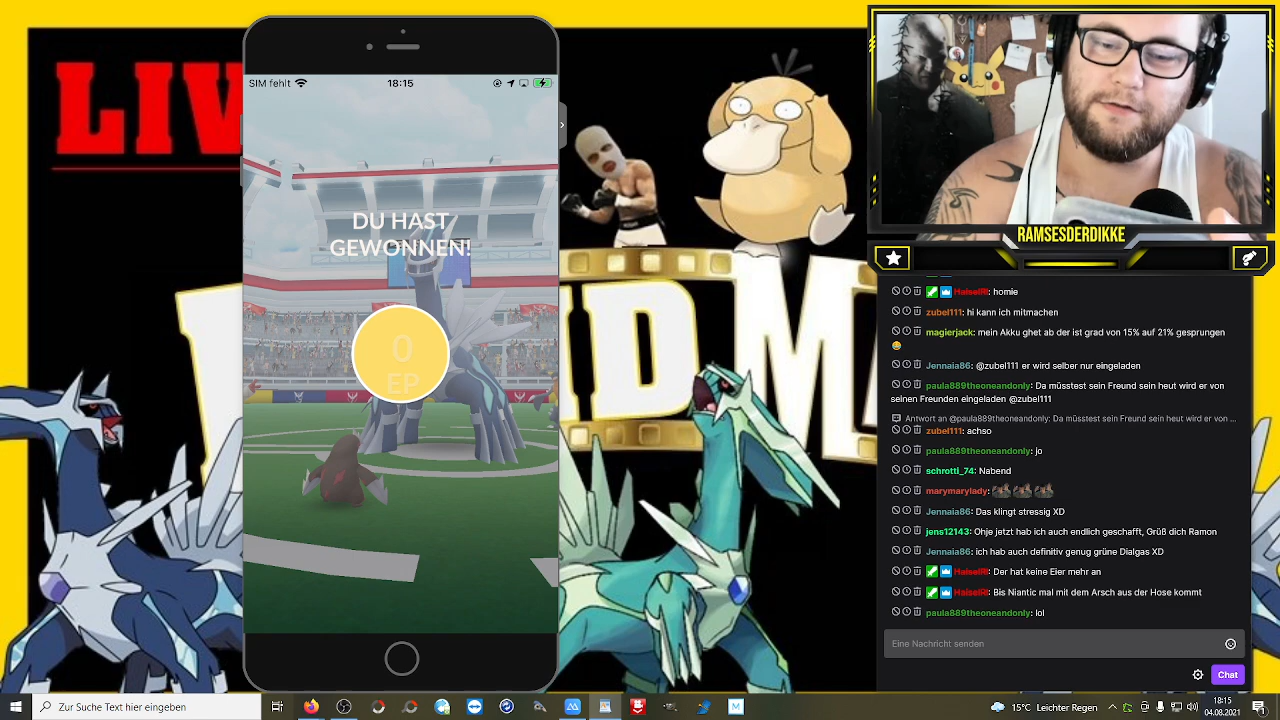 LIV
SIM fehlt
18:15
DU HAST
GEWONNEN!
0
EP
RAMSESDERDIKKE
HaiselRI: homie
zubel111: hi kann ich mitmachen
magierjack: mein Akku ghet ab der ist grad von 15% auf 21% gesprungen
Jennaia86: @zubel111 er wird selber nur eingeladen
paula889theoneandonly: Da müsstest sein Freund sein heut wird er von
seinen Freunden eingeladen @zubel111
Antwort an @paula889theoneandonly: Da müsstest sein Freund sein heut wird er von ...
zubel111: achso
paula889theoneandonly: jo
schrotti_74: Nabend
marymarylady:
Jennaia86: Das klingt stressig XD
jens12143: Ohje jetzt hab ich auch endlich geschafft, Grüß dich Ramon
Jennaia86: ich hab auch definitiv genug grüne Dialgas XD
HaiselRI: Der hat keine Eier mehr an
HaiselRI: Bis Niantic mal mit dem Arsch aus der Hose kommt
paula889theoneandonly: lol
Eine Nachricht senden
Chat
Zur Suche Text hier eingeben
18:15
04.08.2021